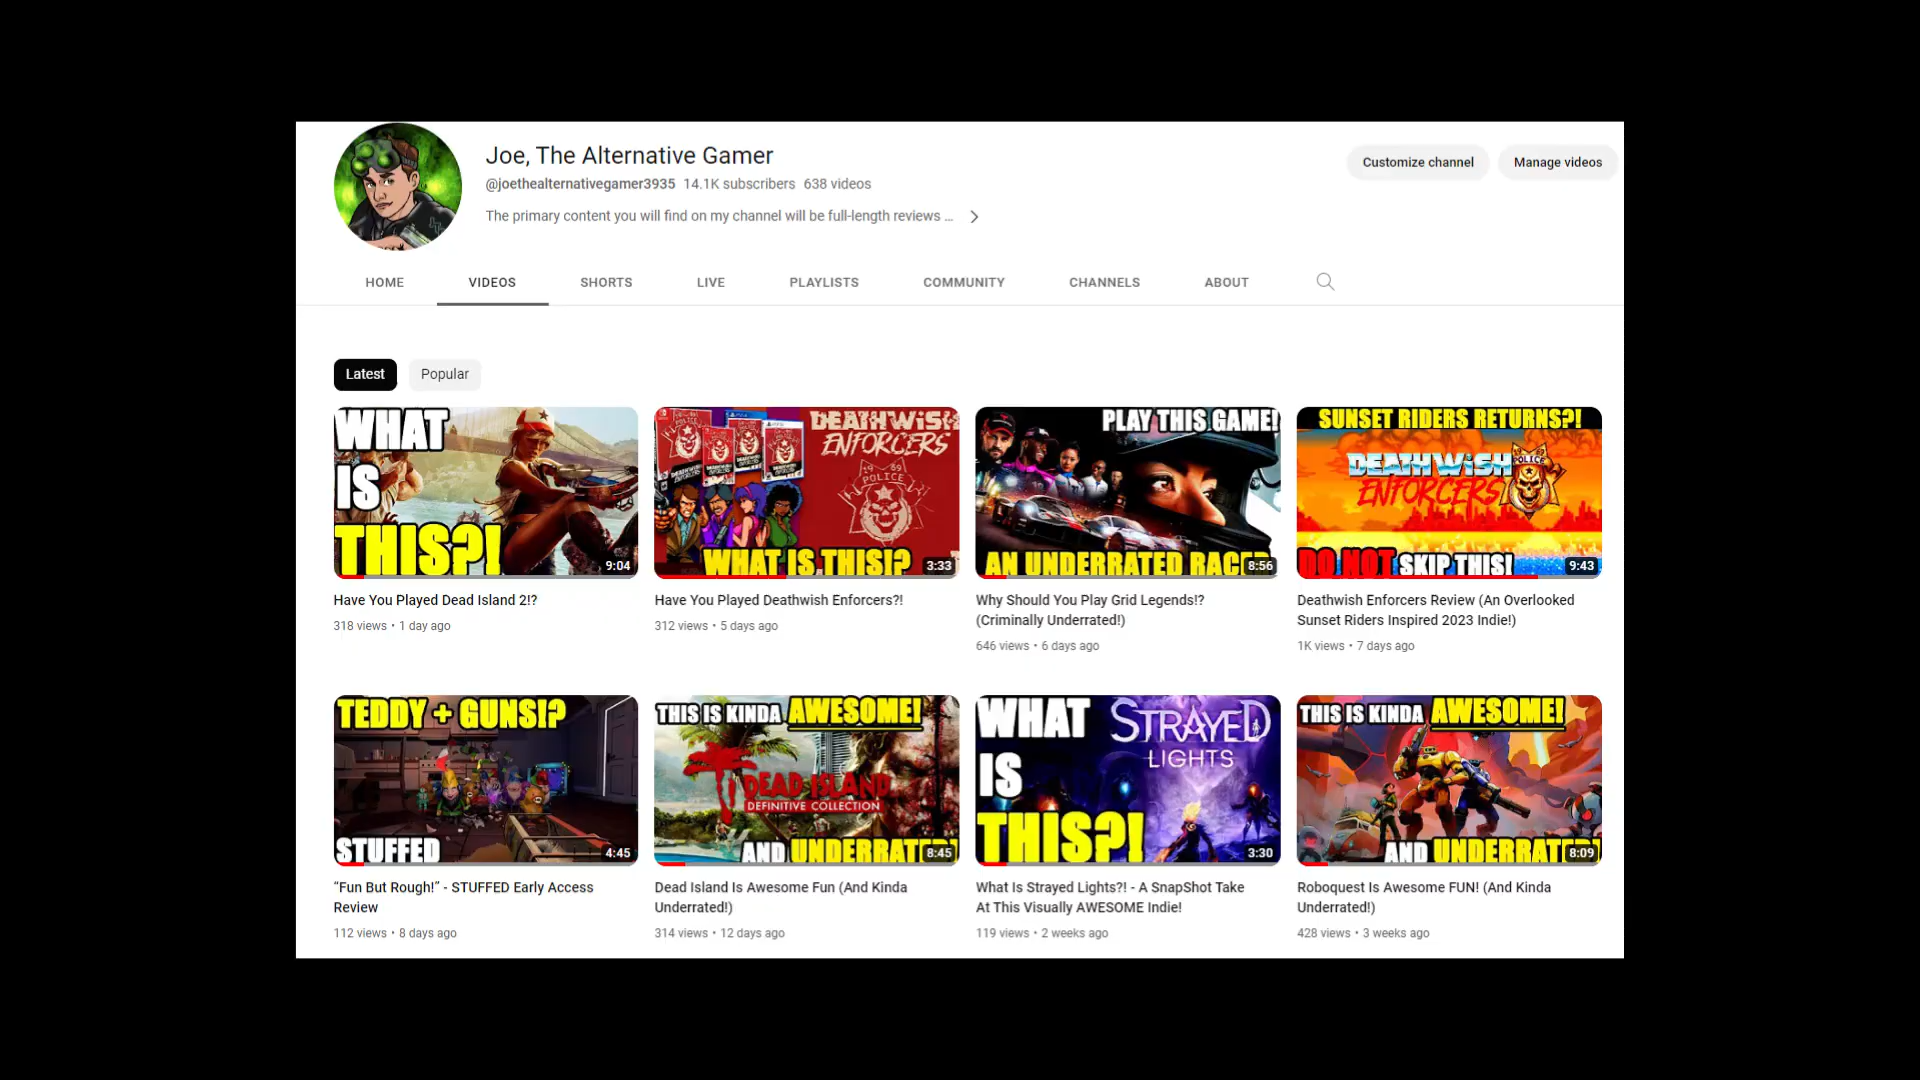 Joe, The Alternative Gamer
@joethealternativegamer3935 14.1K subscribers 638 videos
The primary content you will find on my channel will be full-length reviews ...
Customize channel
Manage videos
HOME
VIDEOS
SHORTS
LIVE
PLAYLISTS
COMMUNITY
CHANNELS
ABOUT
Latest
Popular
WHAT
IS
THIS?!
9:04
DEATHWISH
ENFORCERS
19 69
POLICE
WHAT IS THIS!?
3:33
PLAY THIS GAME!
AN UNDERRATED RACER
8:56
SUNSET RIDERS RETURNS?!
DEATHWISH
POLICE
ENFORCERS
DO NOT SKIP THIS!
9:43
Have You Played Dead Island 2!?
318 views • 1 day ago
Have You Played Deathwish Enforcers?!
312 views • 5 days ago
Why Should You Play Grid Legends!?
(Criminally Underrated!)
646 views • 6 days ago
Deathwish Enforcers Review (An Overlooked
Sunset Riders Inspired 2023 Indie!)
1K views • 7 days ago
TEDDY + GUNS!?
STUFFED
4:45
THIS IS KINDA AWESOME!
DEAD ISLAND
DEFINITIVE COLLECTION
AND UNDERRATED!
8:45
WHAT
IS
THIS?!
STRAYED
LIGHTS
3:30
THIS IS KINDA AWESOME!
AND UNDERRATED!
8:09
“Fun But Rough!” - STUFFED Early Access
Review
112 views • 8 days ago
Dead Island Is Awesome Fun (And Kinda
Underrated!)
314 views • 12 days ago
What Is Strayed Lights?! - A SnapShot Take
At This Visually AWESOME Indie!
119 views • 2 weeks ago
Roboquest Is Awesome FUN! (And Kinda
Underrated!)
428 views • 3 weeks ago